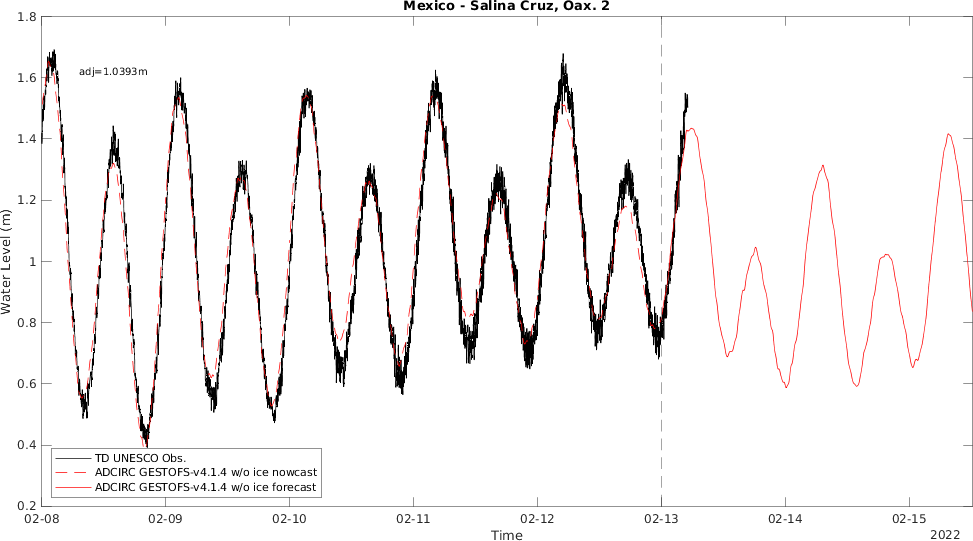 Mexico - Salina Cruz, Oax. 2
1.8
1.6
1.4
1.2
1
0.8
0.6
0.4
0.2
Water Level (m)
adj=1.0393m
TD UNESCO Obs.
ADCIRC GESTOFS-v4.1.4 w/o ice nowcast
ADCIRC GESTOFS-v4.1.4 w/o ice forecast
02-08 02-09 02-10 02-11 02-12 02-13 02-14 02-15
Time
2022